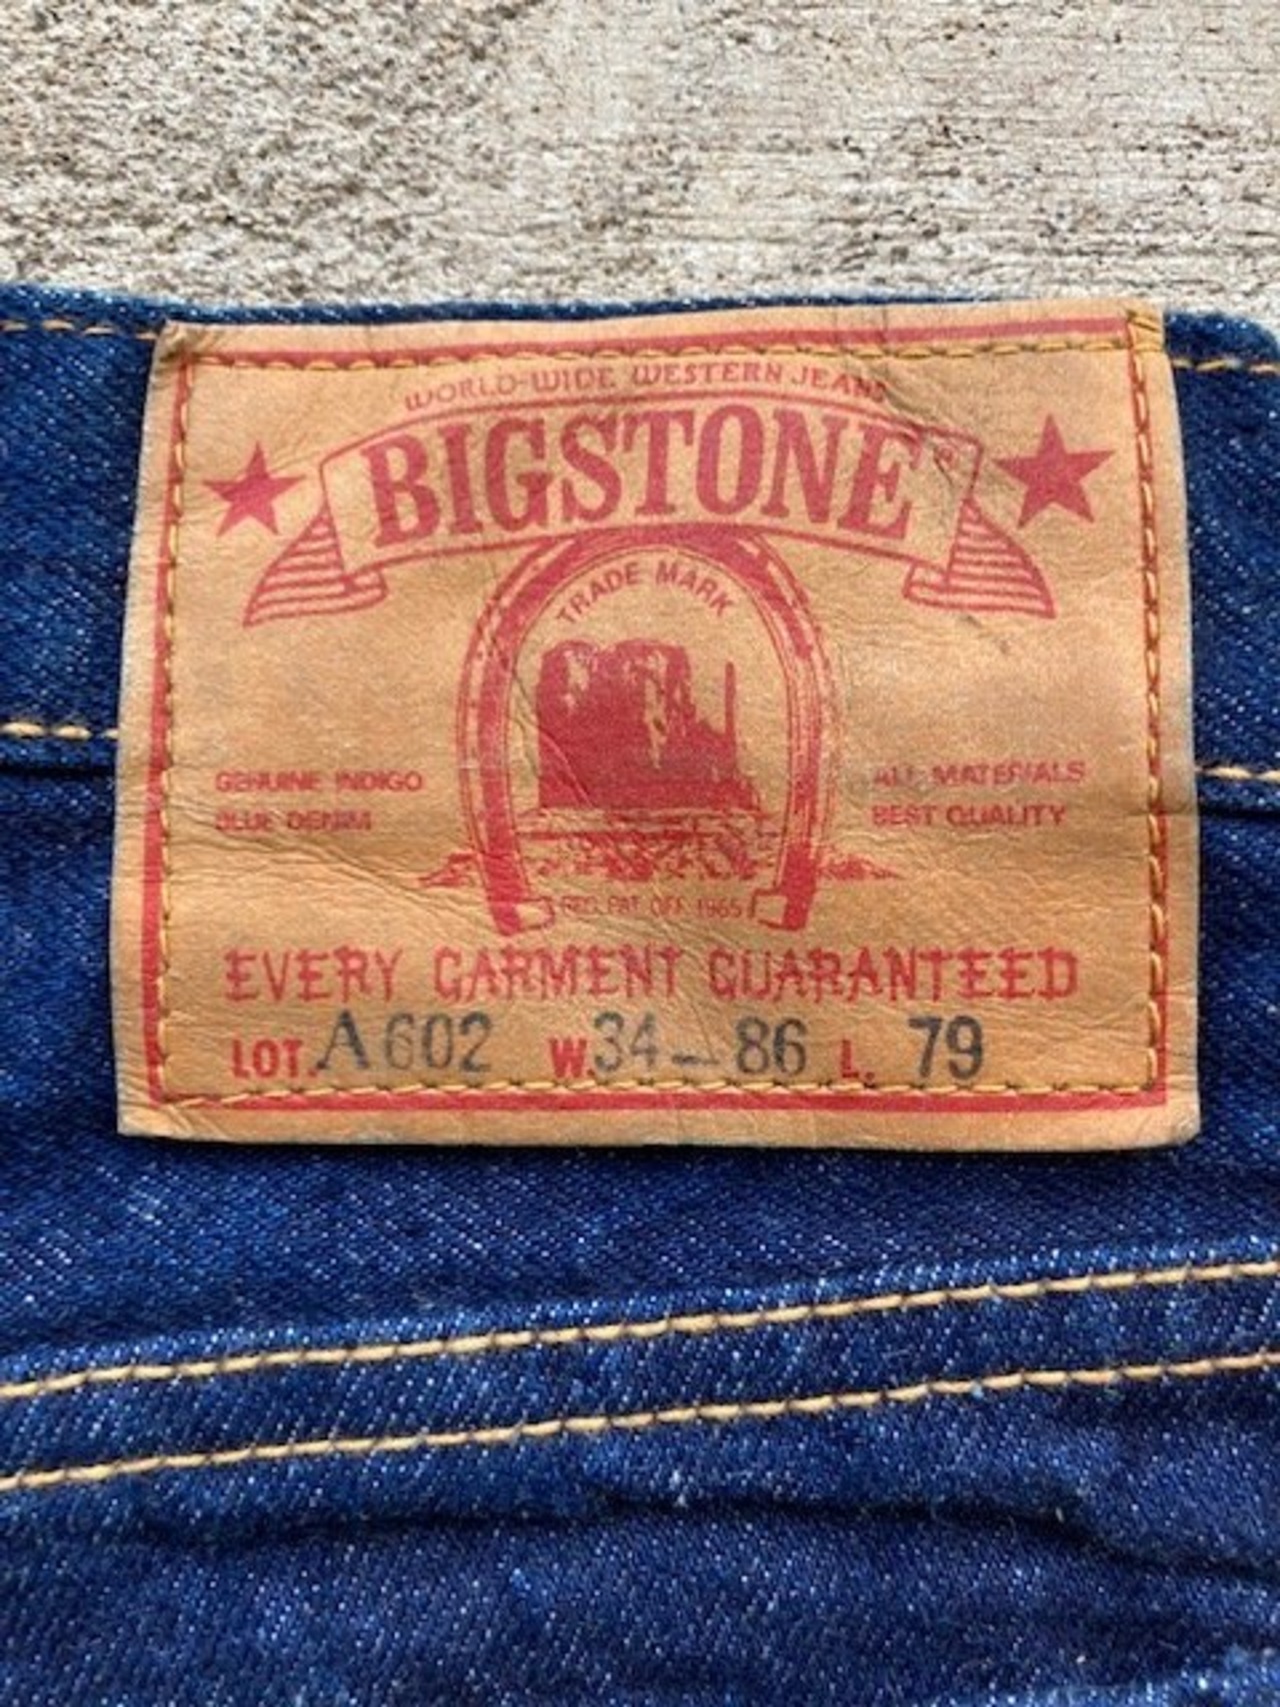 WORLD-WIDE WESTERN JEANS
BIGSTONE®
TRADE MARK
GENUINE INDIGO
BLUE DENIM
ALL MATERIALS
BEST QUALITY
REG. PAT. OFF. 1965
EVERY GARMENT GUARANTEED
LOT. A602 W. 34-86 L. 79